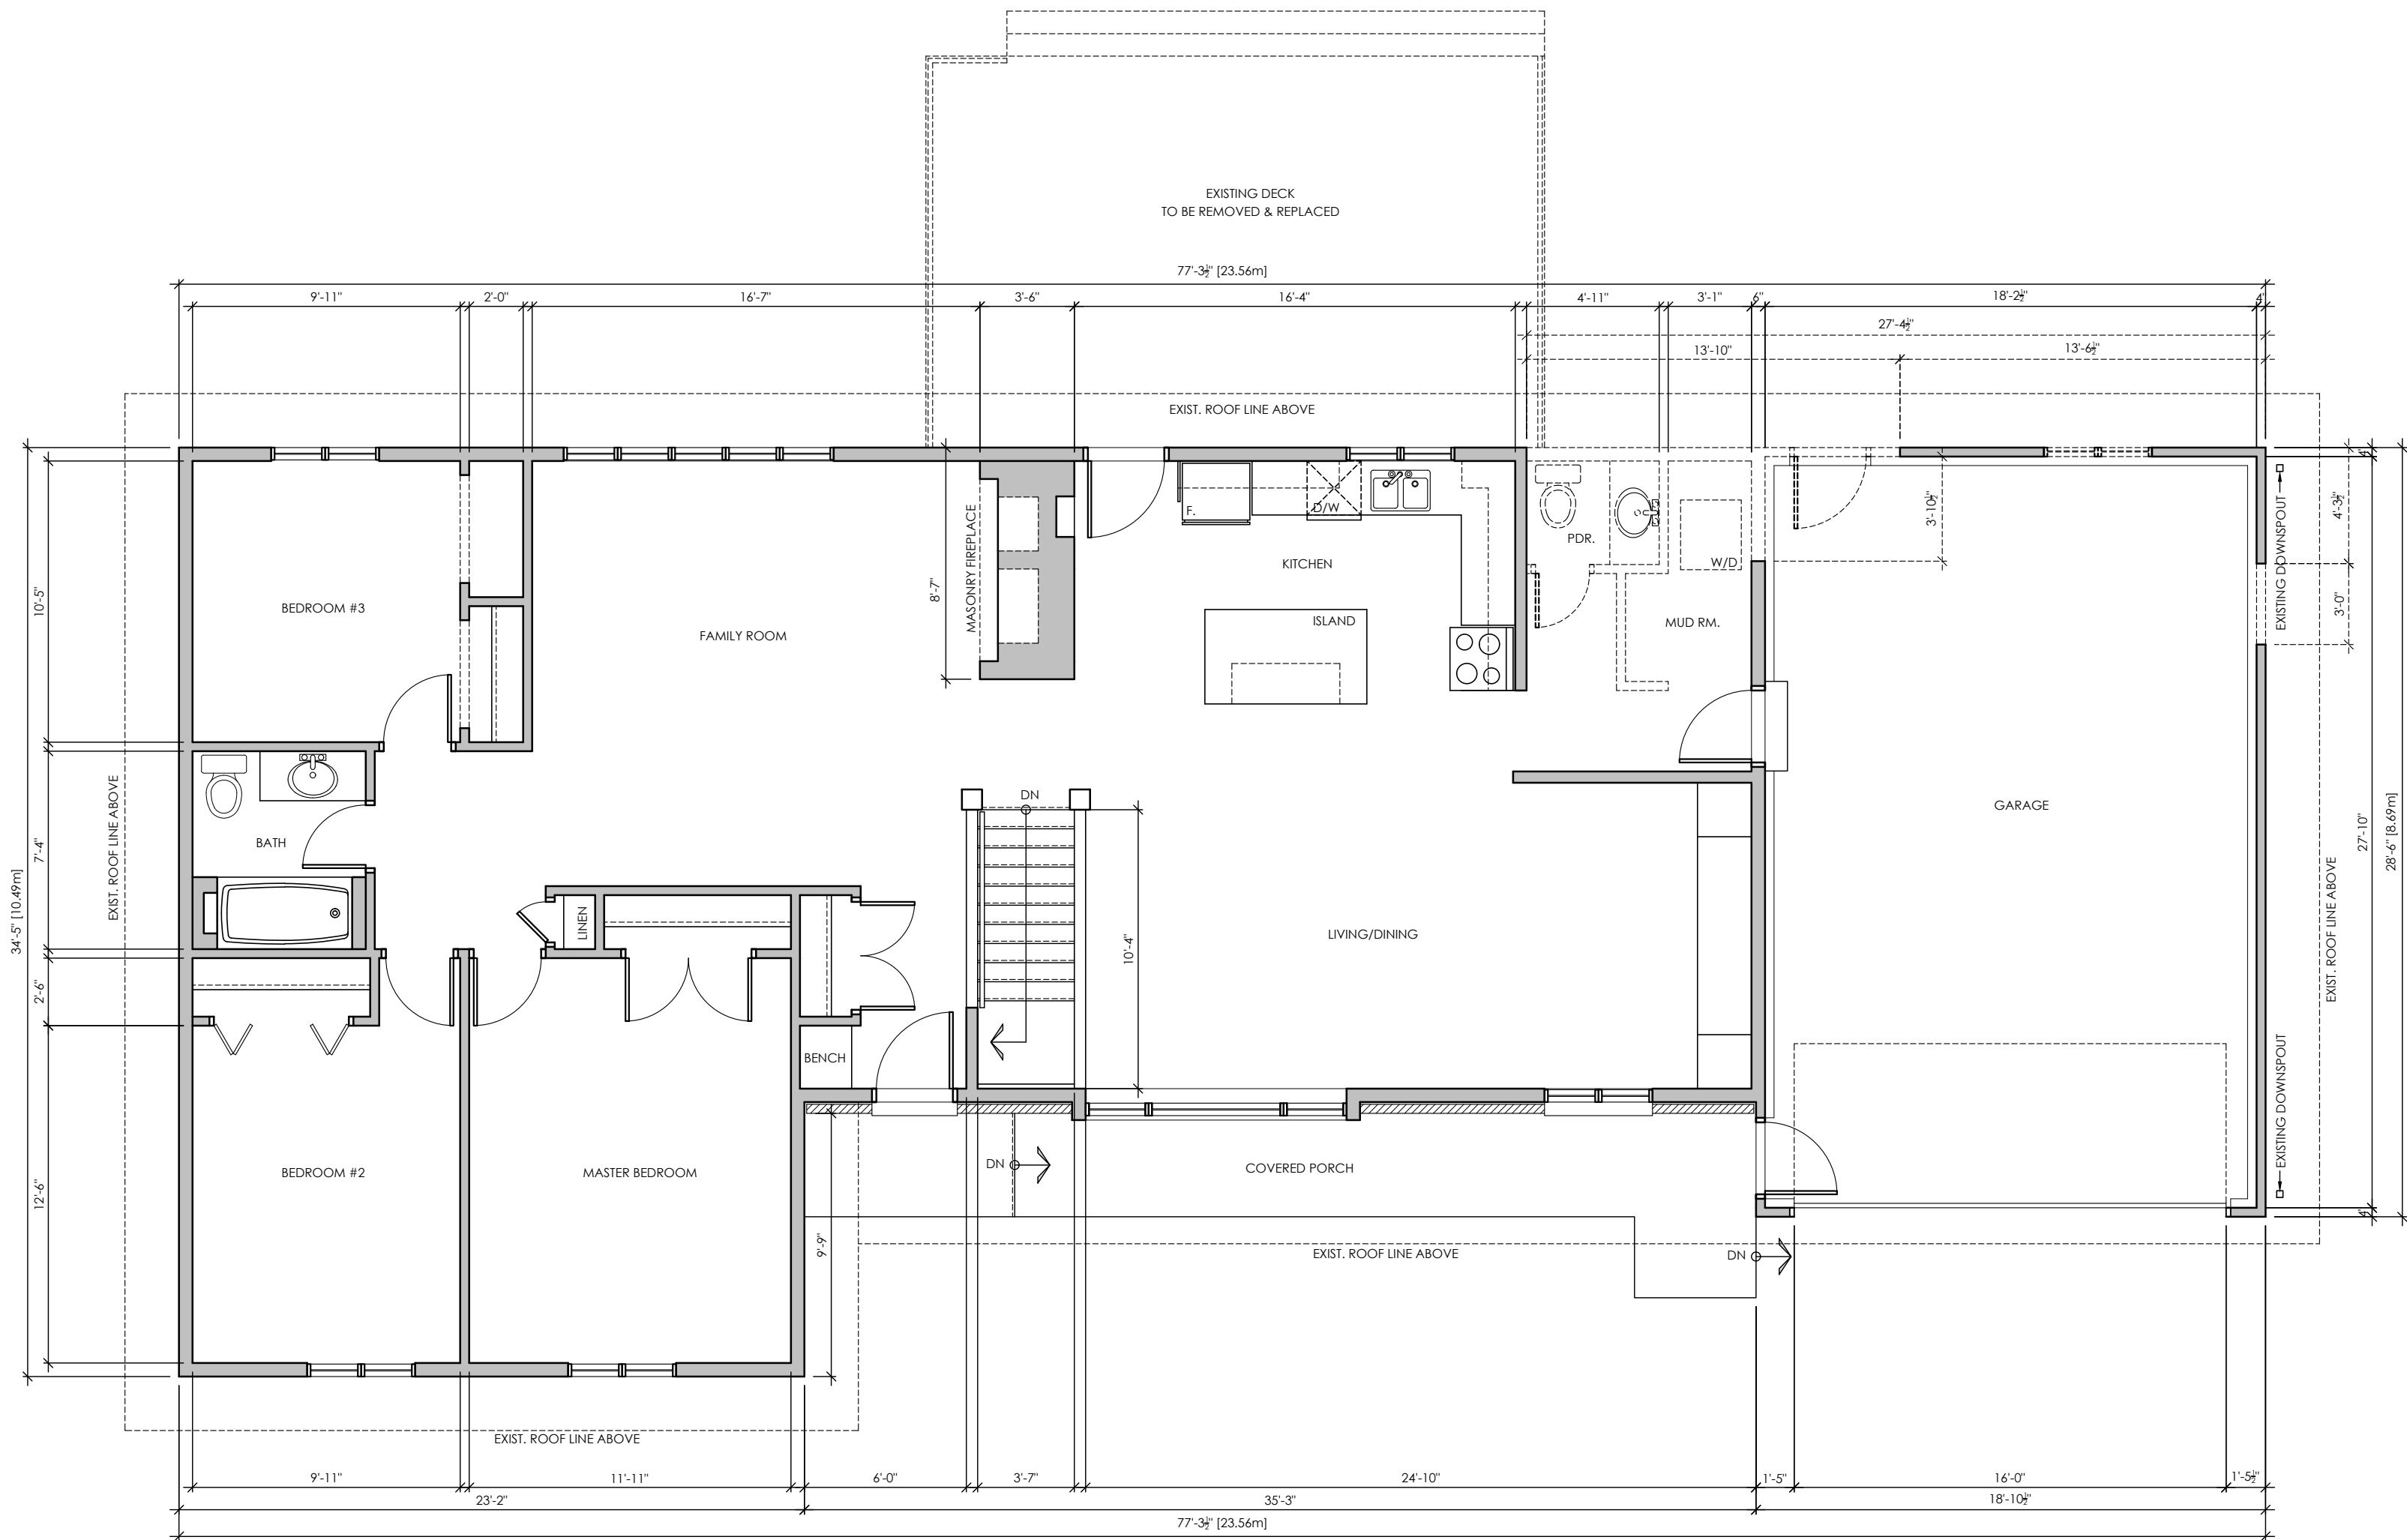 EXISTING DECK
TO BE REMOVED & REPLACED
77'-3½" [23.56m]
9'-11"
2'-0"
16'-7"
3'-6"
16'-4"
4'-11"
3'-1"
6"
18'-2½"
4"
27'-4½"
13'-10"
13'-6½"
EXIST. ROOF LINE ABOVE
4"
4'-3½"
3'-10½"
EXISTING DOWNSPOUT
3'-0"
F.
D/W
PDR.
W/D
KITCHEN
MASONRY FIREPLACE
8'-7"
10'-5"
BEDROOM #3
FAMILY ROOM
ISLAND
MUD RM.
DN
GARAGE
EXIST. ROOF LINE ABOVE
BATH
7'-4"
34'-5" [10.49m]
27'-10"
28'-6" [8.69m]
LINEN
LIVING/DINING
10'-4"
EXIST. ROOF LINE ABOVE
2'-6"
BENCH
EXISTING DOWNSPOUT
BEDROOM #2
MASTER BEDROOM
DN
COVERED PORCH
12'-6"
4"
9'-9"
EXIST. ROOF LINE ABOVE
DN
EXIST. ROOF LINE ABOVE
9'-11"
11'-11"
6'-0"
3'-7"
24'-10"
1'-5"
16'-0"
1'-5½"
23'-2"
35'-3"
18'-10½"
77'-3½" [23.56m]